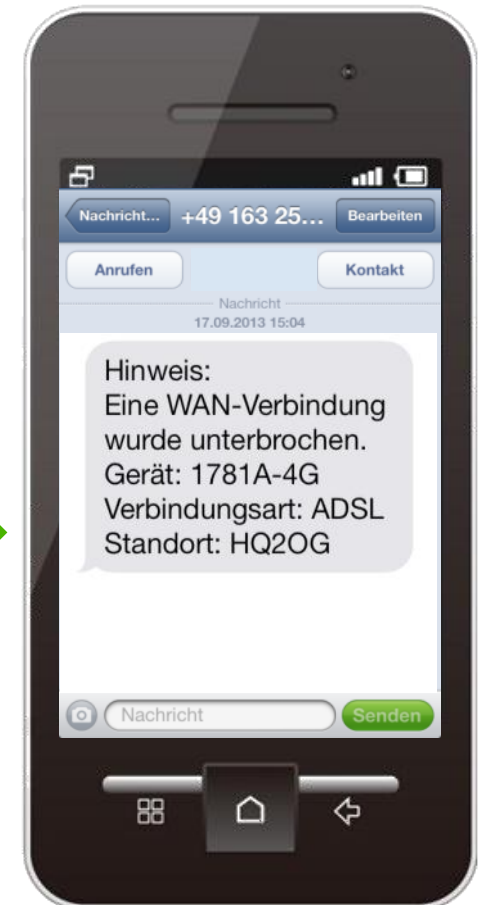 Nachricht... +49 163 25... Bearbeiten
Anrufen Kontakt
Nachricht
17.09.2013 15:04
Hinweis:
Eine WAN-Verbindung
wurde unterbrochen.
Gerät: 1781A-4G
Verbindungsart: ADSL
Standort: HQ2OG
Nachricht Senden